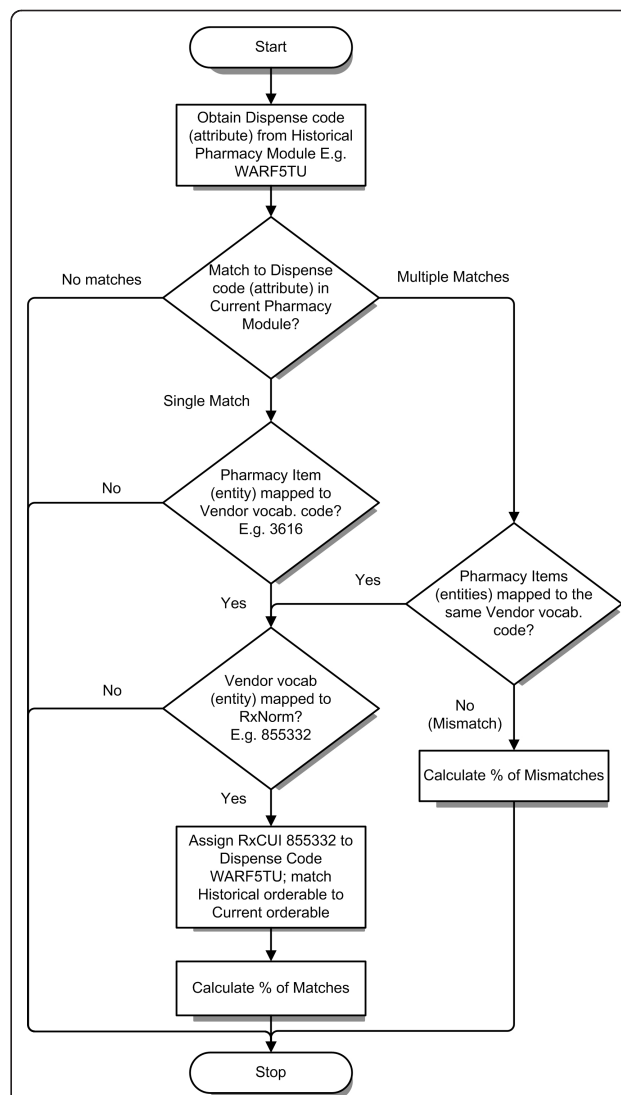 Start
Obtain Dispense code
(attribute) from Historical
Pharmacy Module E.g.
WARF5TU
Match to Dispense
code (attribute) in
Current Pharmacy
Module?
No matches
Multiple Matches
Single Match
Pharmacy Item
(entity) mapped to
Vendor vocab. code?
E.g. 3616
No
Yes
Pharmacy Items
(entities) mapped to the
same Vendor vocab.
code?
Yes
No
(Mismatch)
Vendor vocab
(entity) mapped to
RxNorm?
E.g. 855332
No
Yes
Calculate % of Mismatches
Assign RxCUI 855332 to
Dispense Code
WARF5TU; match
Historical orderable to
Current orderable
Calculate % of Matches
Stop